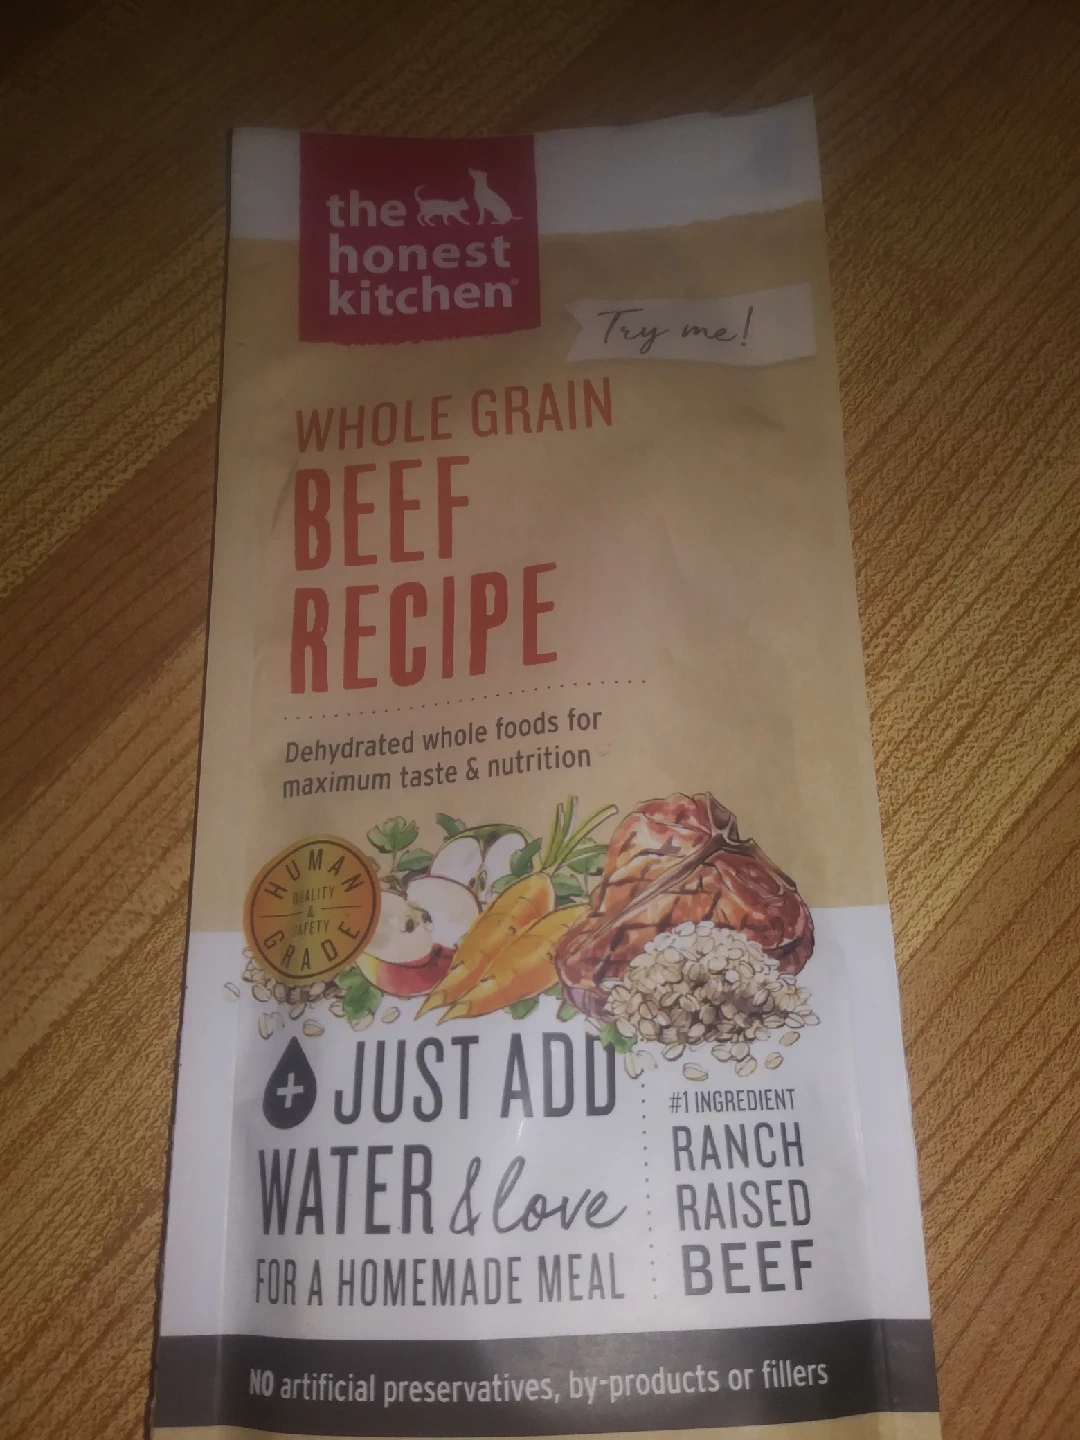 the
honest
kitchen®
Try me!
WHOLE GRAIN
BEEF
RECIPE
Dehydrated whole foods for
maximum taste & nutrition
HUMAN
QUALITY
&
SAFETY
GRADE
+ JUST ADD
WATER & love
FOR A HOMEMADE MEAL
#1 INGREDIENT
RANCH
RAISED
BEEF
NO artificial preservatives, by-products or fillers